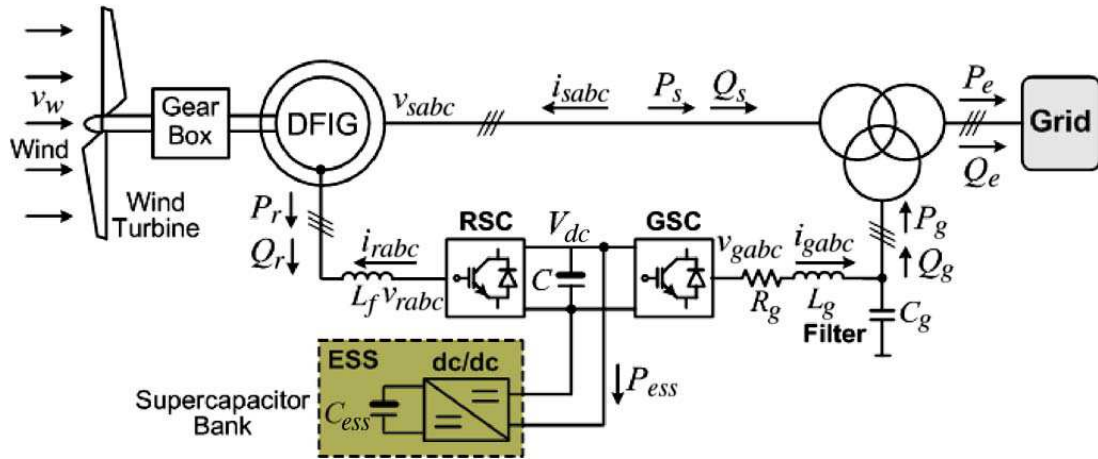 v_w
Wind
Wind
Turbine
Gear
Box
DFIG
v_sabc
i_sabc
P_s
Q_s
P_e
Q_e
Grid
P_r
Q_r
i_rabc
L_f
v_rabc
RSC
V_dc
C
GSC
v_gabc
i_gabc
R_g
L_g
Filter
P_g
Q_g
C_g
ESS
dc/dc
C_ess
P_ess
Supercapacitor
Bank